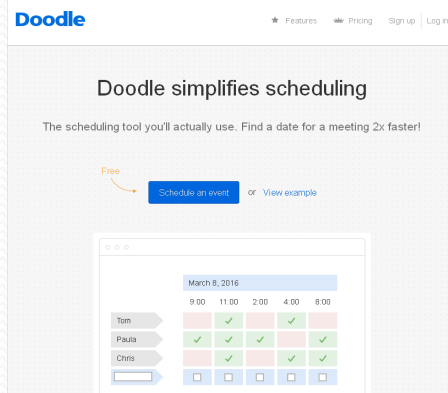 Doodle
Features Pricing Sign up Log in
Doodle simplifies scheduling
The scheduling tool you'll actually use. Find a date for a meeting 2x faster!
Free
Schedule an event or View example
March 8, 2016
9:00 11:00 2:00 4:00 8:00
Tom
Paula
Chris